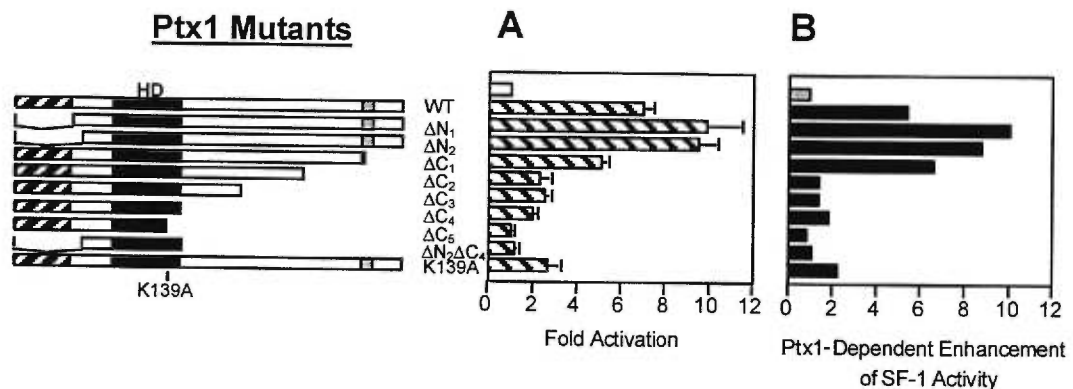 Ptx1 Mutants
A
B
HD
WT
ΔN1
ΔN2
ΔC1
ΔC2
ΔC3
ΔC4
ΔC5
ΔN2ΔC4
K139A
K139A
0 2 4 6 8 10 12
Fold Activation
0 2 4 6 8 10 12
Ptx1-Dependent Enhancement
of SF-1 Activity